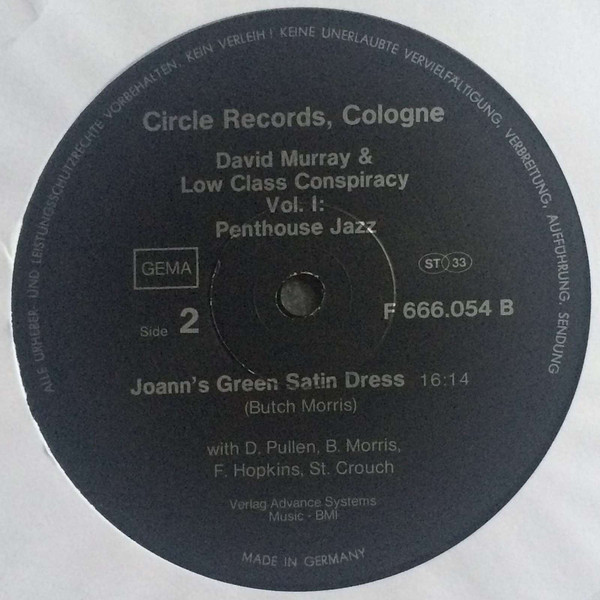 ALLE URHEBER- UND LEISTUNGSSCHUTZRECHTE VORBEHALTEN. KEIN VERLEIH! KEINE UNERLAUBTE VERVIELFÄLTIGUNG, VERBREITUNG, AUFFÜHRUNG, SENDUNG
Circle Records, Cologne
David Murray &
Low Class Conspiracy
Vol. I:
Penthouse Jazz
GEMA
ST 33
Side 2
F 666.054 B
Joann's Green Satin Dress 16:14
(Butch Morris)
with D. Pullen, B. Morris,
F. Hopkins, St. Crouch
Verlag Advance Systems
Music - BMI
MADE IN GERMANY